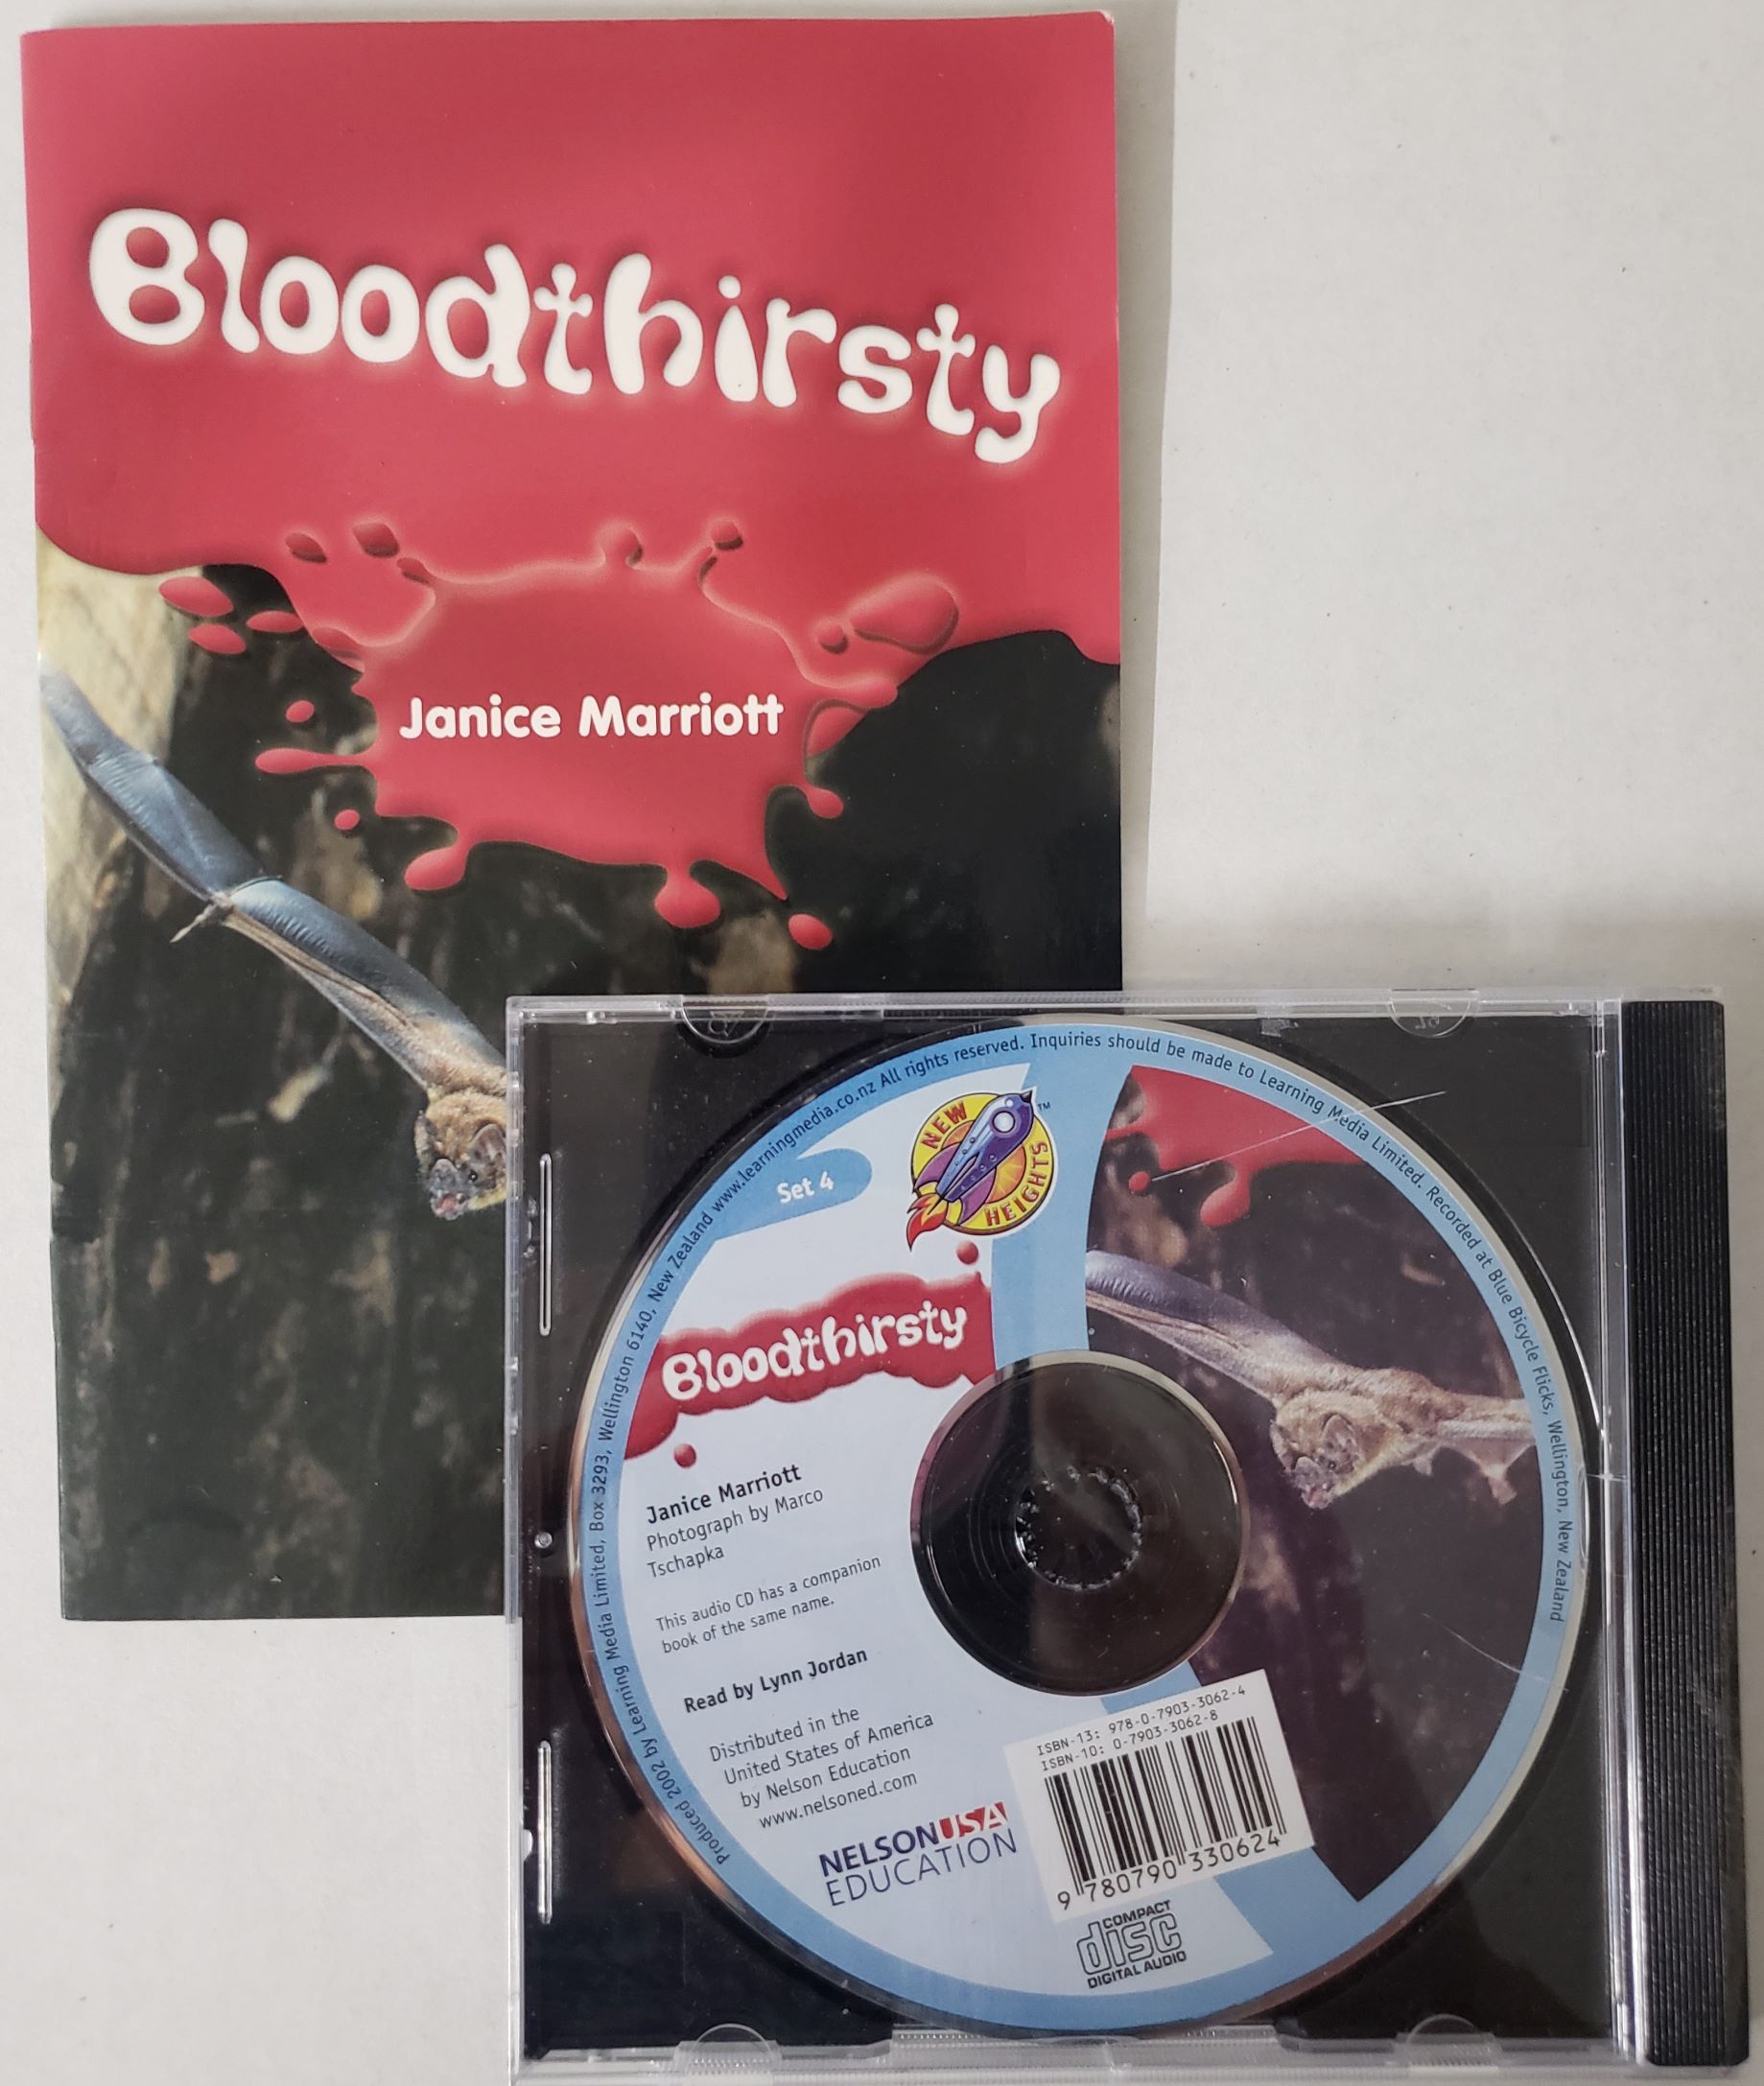 Bloodthirsty
Janice Marriott
Produced 2002 by Learning Media Limited, Box 3293, Wellington 6140, New Zealand www.learningmedia.co.nz All rights reserved. Inquiries should be made to Learning Media Limited. Recorded at Blue Bicycle Flicks, Wellington, New Zealand
Set 4
NEW
HEIGHTS
TM
Bloodthirsty
Janice Marriott
Photograph by Marco
Tschapka
This audio CD has a companion
book of the same name.
Read by Lynn Jordan
Distributed in the
United States of America
by Nelson Education
www.nelsoned.com
NELSON USA
EDUCATION
ISBN-13: 978-0-7903-3062-4
ISBN-10: 0-7903-3062-8
9 780790 330624
COMPACT
disc
DIGITAL AUDIO